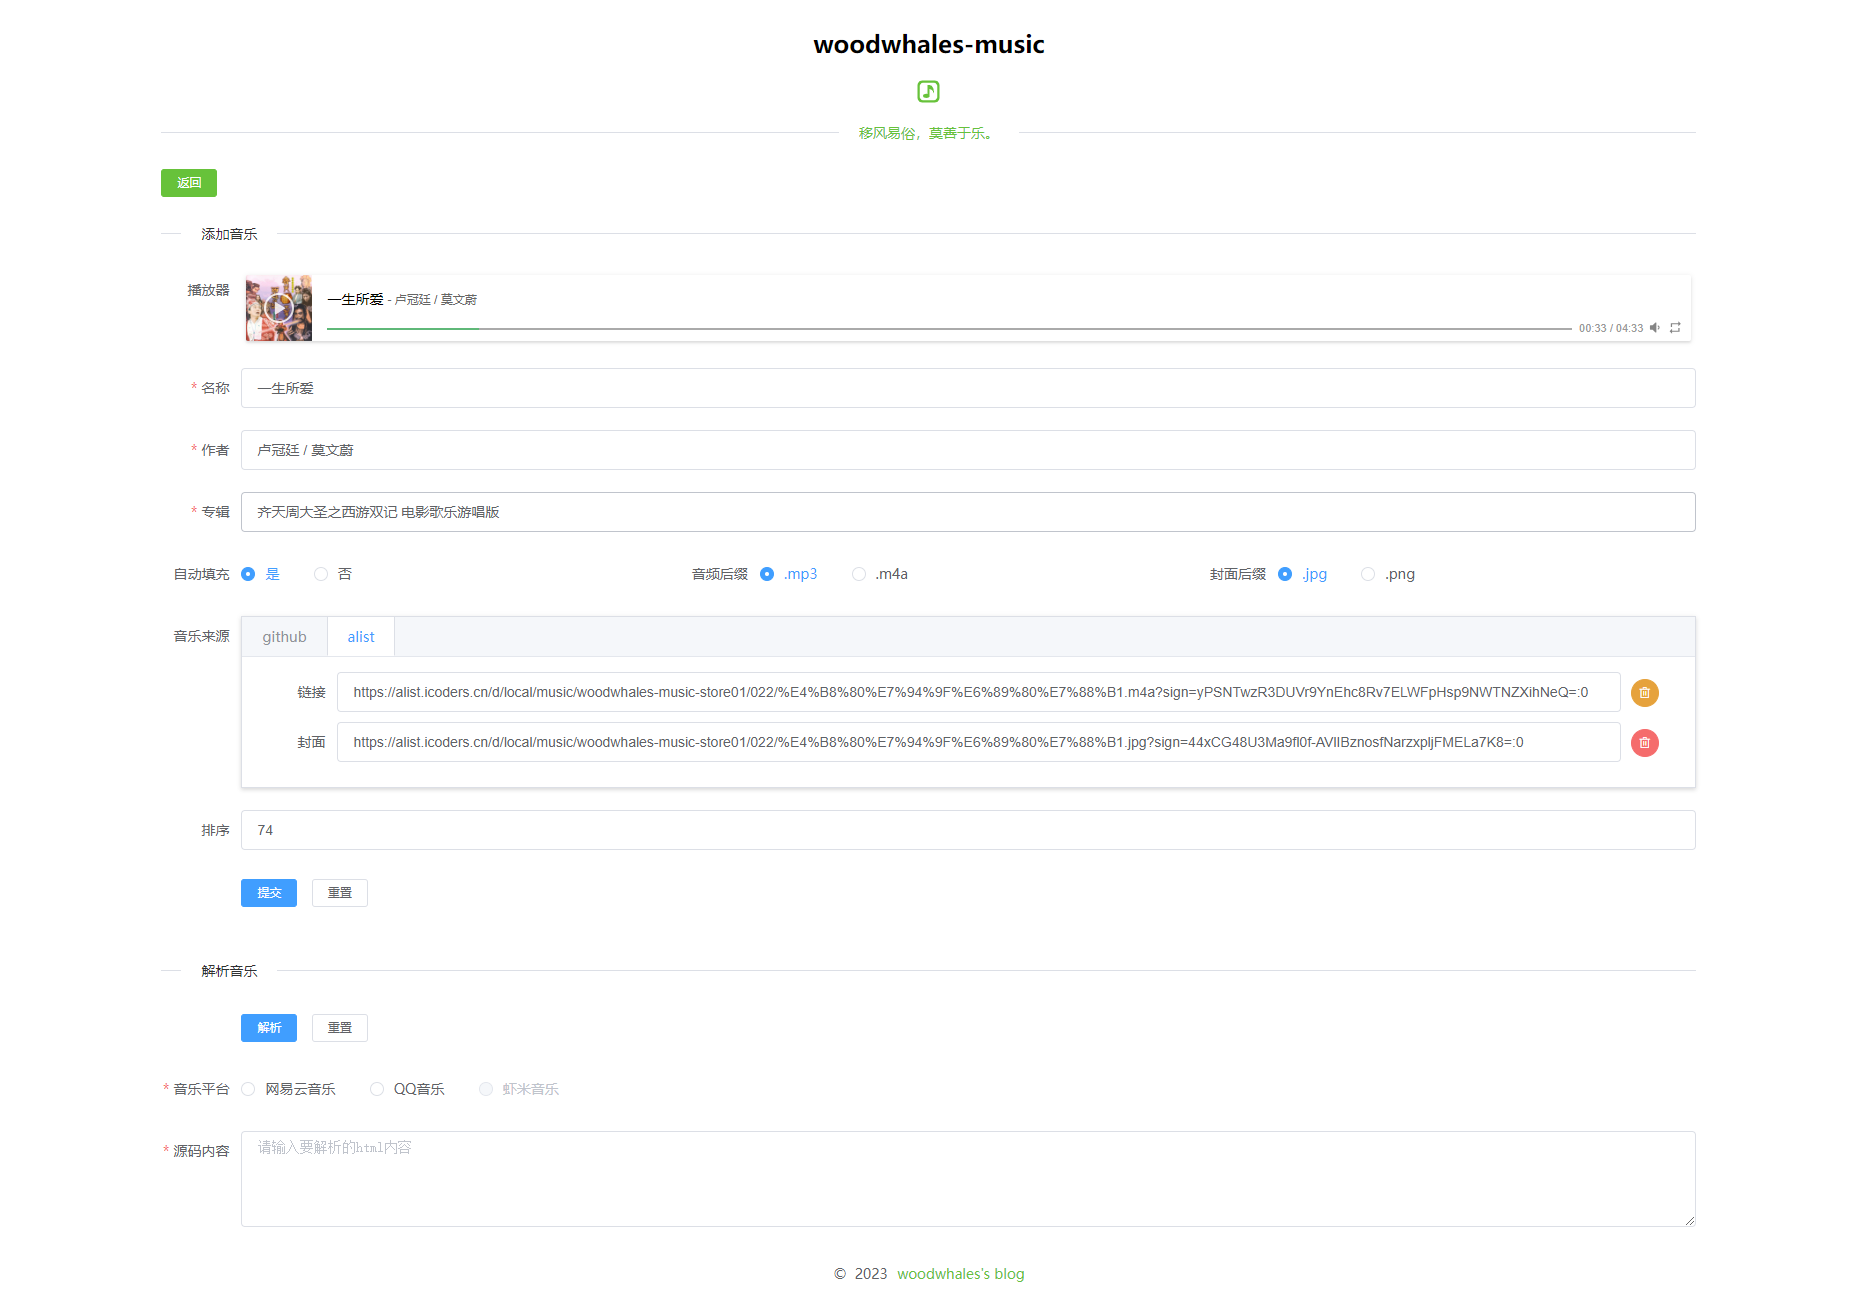 woodwhales-music
移风易俗，莫善于乐。
返回
添加音乐
播放器
一生所爱 - 卢冠廷 / 莫文蔚
00:33 / 04:33
* 名称 一生所爱
* 作者 卢冠廷 / 莫文蔚
* 专辑 齐天周大圣之西游双记 电影歌乐游唱版
自动填充 是 否 音频后缀 .mp3 .m4a 封面后缀 .jpg .png
音乐来源 github alist
链接 https://alist.icoders.cn/d/local/music/woodwhales-music-store01/022/%E4%B8%80%E7%94%9F%E6%89%80%E7%88%B1.m4a?sign=yPSNTwzR3DUVr9YnEhc8Rv7ELWFpHsp9NWTNZXihNeQ=:0
封面 https://alist.icoders.cn/d/local/music/woodwhales-music-store01/022/%E4%B8%80%E7%94%9F%E6%89%80%E7%88%B1.jpg?sign=44xCG48U3Ma9fl0f-AVIlBznosfNarzxpljFMELa7K8=:0
排序 74
提交 重置
解析音乐
解析 重置
* 音乐平台 网易云音乐 QQ音乐 虾米音乐
* 源码内容 请输入要解析的html内容
© 2023 woodwhales's blog